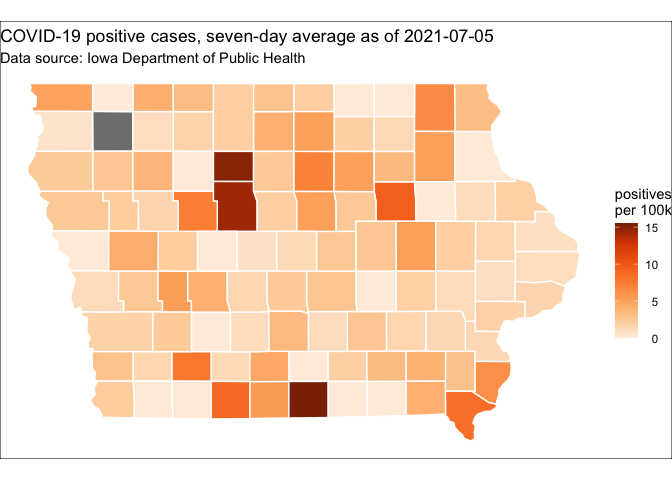 COVID-19 positive cases, seven-day average as of 2021-07-05
Data source: Iowa Department of Public Health
positives
per 100k
15
10
5
0